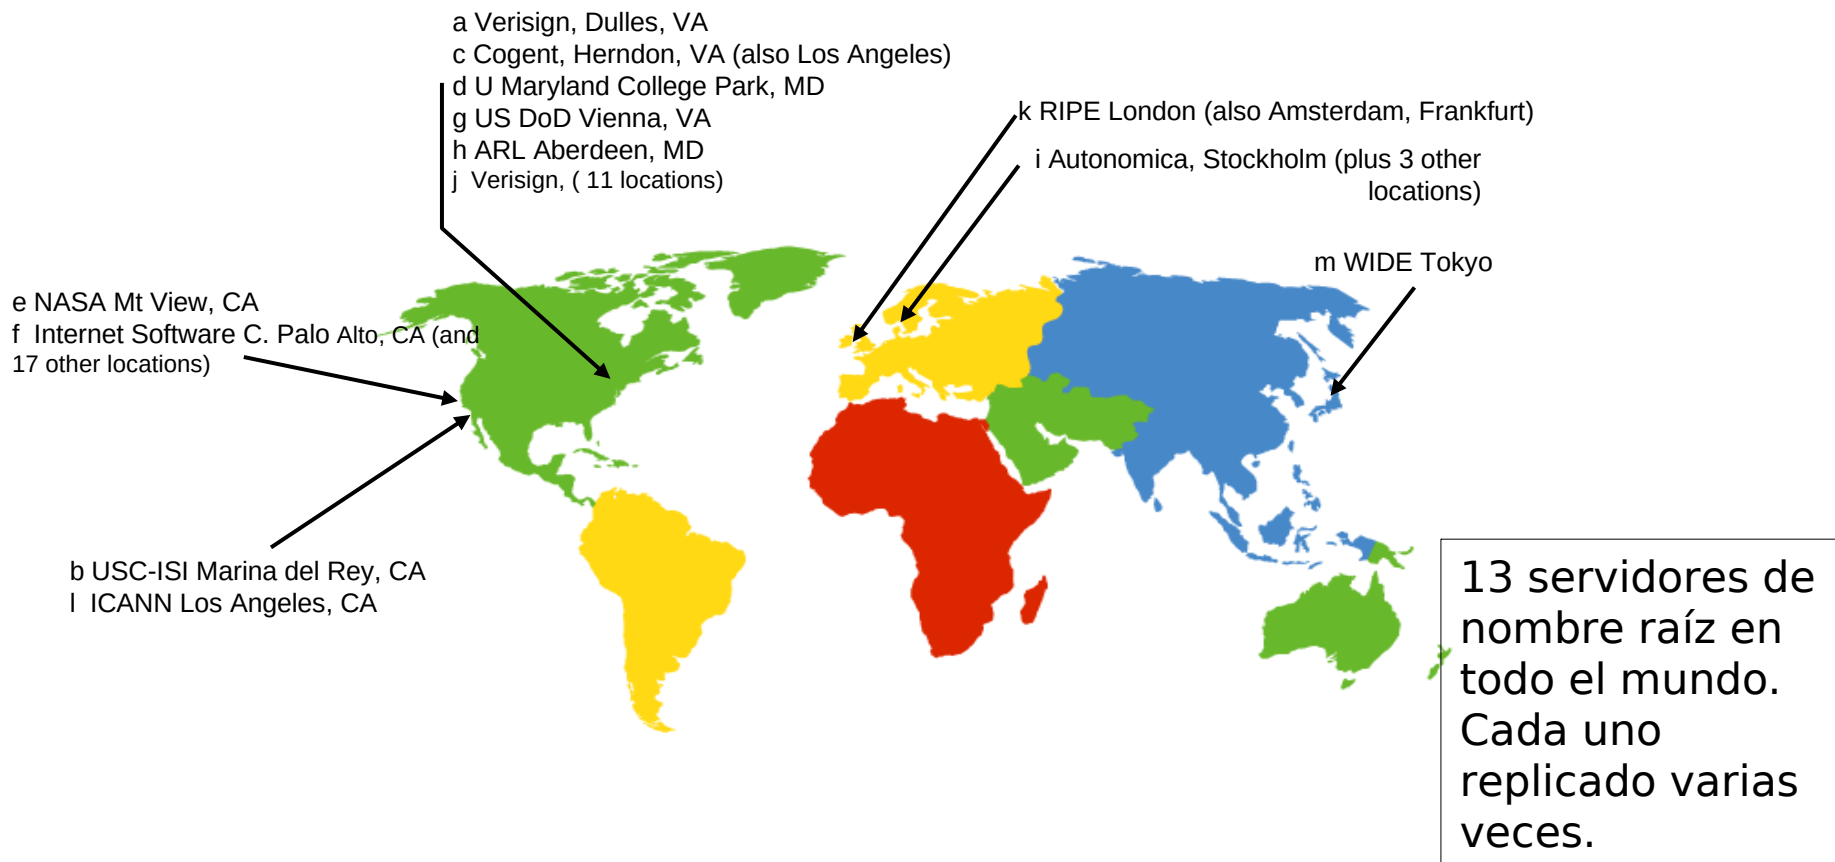 a Verisign, Dulles, VA
c Cogent, Herndon, VA (also Los Angeles)
d U Maryland College Park, MD
g US DoD Vienna, VA
h ARL Aberdeen, MD
j Verisign, ( 11 locations)
k RIPE London (also Amsterdam, Frankfurt)
i Autonomica, Stockholm (plus 3 other
locations)
m WIDE Tokyo
e NASA Mt View, CA
f Internet Software C. Palo Alto, CA (and
17 other locations)
b USC-ISI Marina del Rey, CA
l ICANN Los Angeles, CA
13 servidores de
nombre raíz en
todo el mundo.
Cada uno
replicado varias
veces.